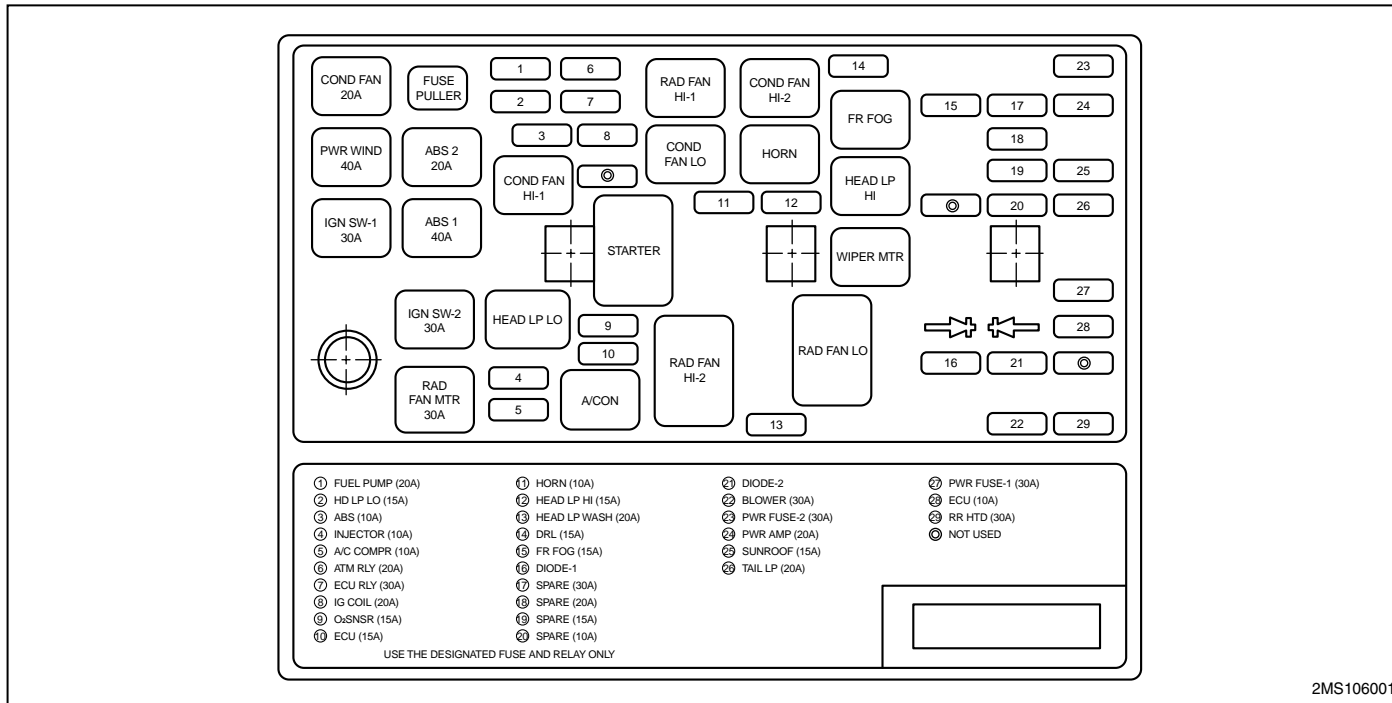 COND FAN
20A
FUSE
PULLER
1
6
2
7
3
8
RAD FAN
HI-1
COND FAN
HI-2
14
23
FR FOG
15
17
24
18
PWR WIND
40A
ABS 2
20A
COND FAN
HI-1
COND
FAN LO
HORN
HEAD LP
HI
19
25
11
12
20
26
IGN SW-1
30A
ABS 1
40A
STARTER
WIPER MTR
27
IGN SW-2
30A
HEAD LP LO
9
10
RAD FAN
HI-2
RAD FAN LO
28
16
21
RAD
FAN MTR
30A
4
5
A/CON
13
22
29
1 FUEL PUMP (20A)
2 HD LP LO (15A)
3 ABS (10A)
4 INJECTOR (10A)
5 A/C COMPR (10A)
6 ATM RLY (20A)
7 ECU RLY (30A)
8 IG COIL (20A)
9 O₂SNSR (15A)
10 ECU (15A)
11 HORN (10A)
12 HEAD LP HI (15A)
13 HEAD LP WASH (20A)
14 DRL (15A)
15 FR FOG (15A)
16 DIODE-1
17 SPARE (30A)
18 SPARE (20A)
19 SPARE (15A)
20 SPARE (10A)
21 DIODE-2
22 BLOWER (30A)
23 PWR FUSE-2 (30A)
24 PWR AMP (20A)
25 SUNROOF (15A)
26 TAIL LP (20A)
27 PWR FUSE-1 (30A)
28 ECU (10A)
29 RR HTD (30A)
◎ NOT USED
USE THE DESIGNATED FUSE AND RELAY ONLY
2MS106001